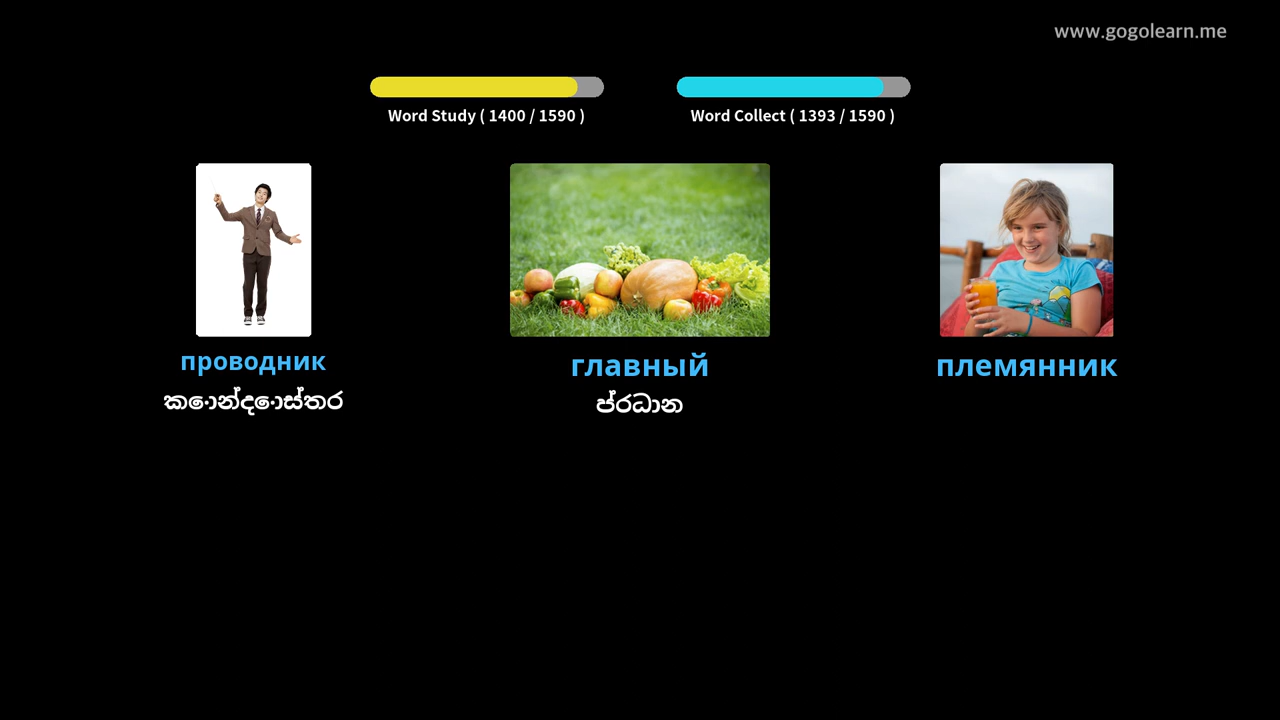 www.gogolearn.me
Word Study ( 1400 / 1590 )
Word Collect ( 1393 / 1590 )
проводник
главный
племянник
කොන්දොස්තර
ප්රධාන